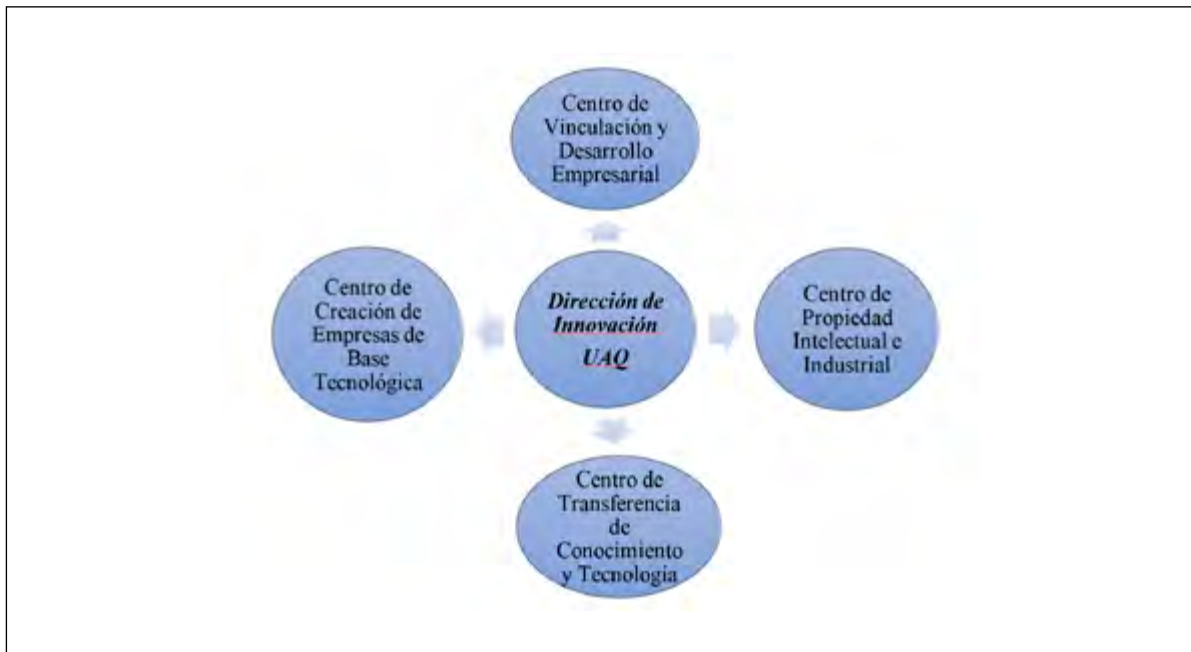 Centro de
Vinculación y
Desarrollo
Empresarial
Centro de
Creación de
Empresas de
Base
Tecnológica
Dirección de
Innovación
UAQ
Centro de
Propiedad
Intelectual e
Industrial
Centro de
Transferencia
de
Conocimiento
y Tecnología